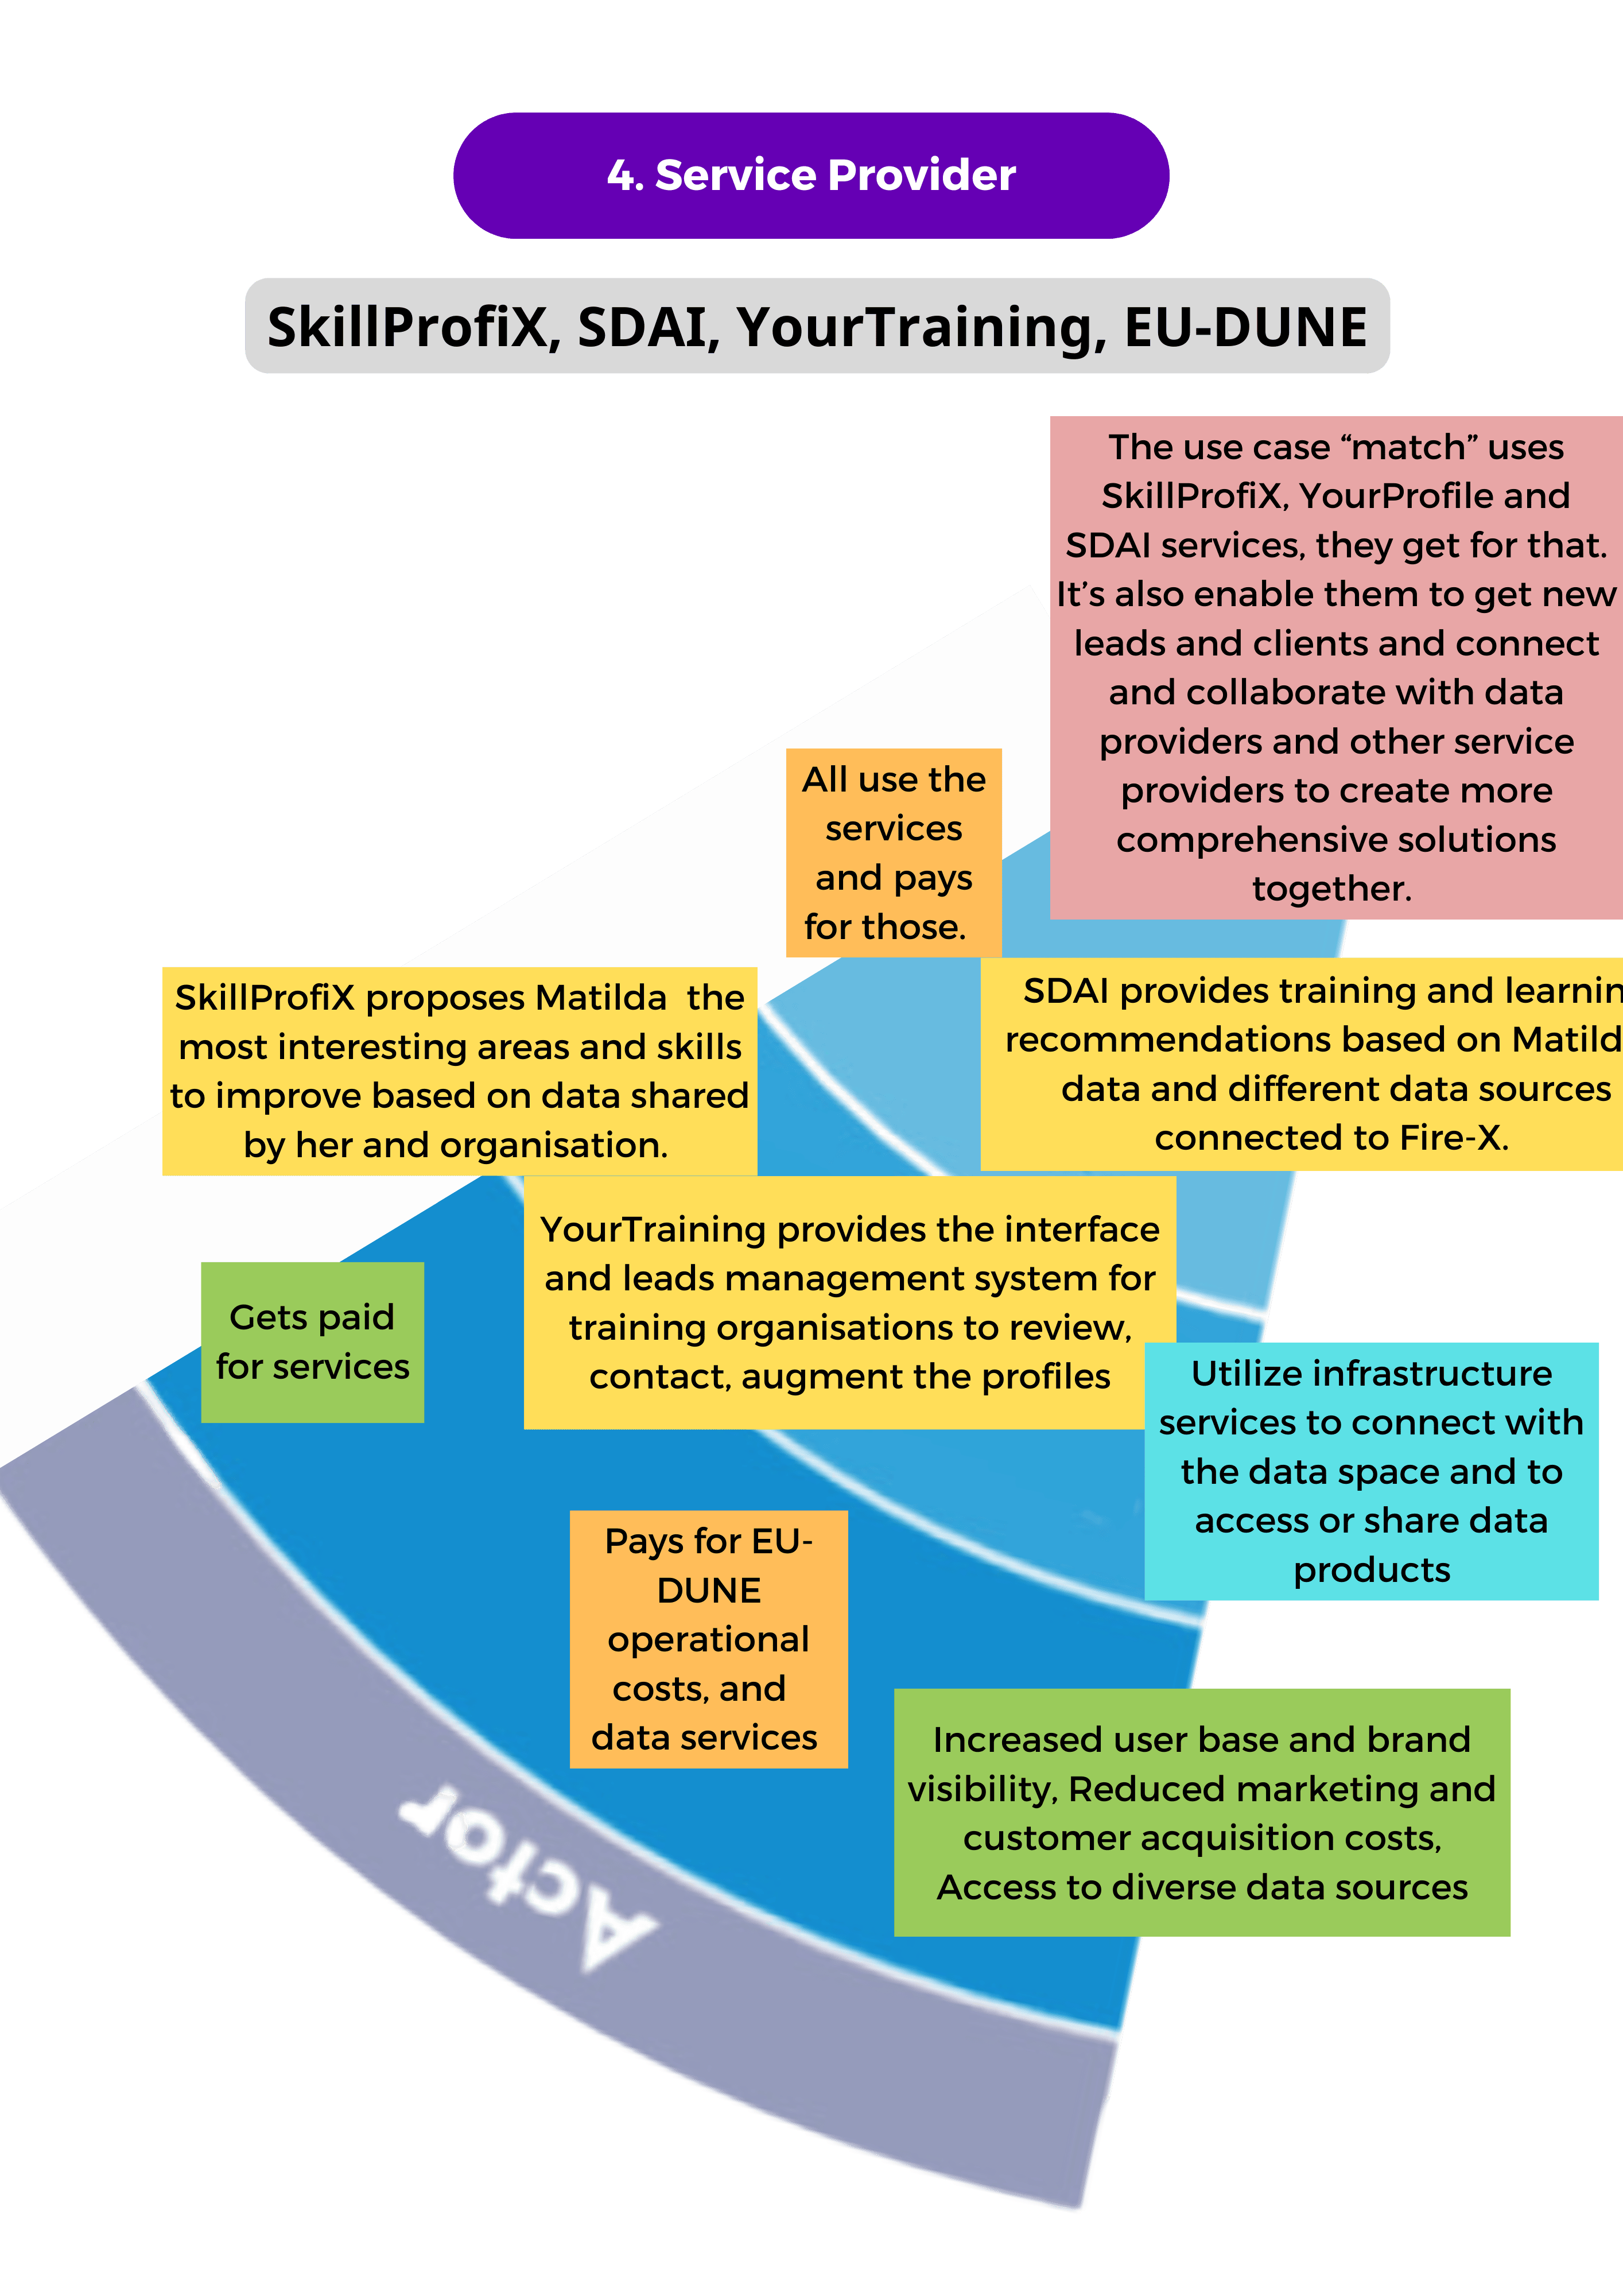 4. Service Provider
SkillProfiX, SDAI, YourTraining, EU-DUNE
The use case “match” uses
SkillProfiX, YourProfile and
SDAI services, they get for that.
It’s also enable them to get new
leads and clients and connect
and collaborate with data
providers and other service
providers to create more
comprehensive solutions
together.
All use the
services
and pays
for those.
SkillProfiX proposes Matilda the
most interesting areas and skills
to improve based on data shared
by her and organisation.
SDAI provides training and learnin
recommendations based on Matild
data and different data sources
connected to Fire-X.
YourTraining provides the interface
and leads management system for
training organisations to review,
contact, augment the profiles
Gets paid
for services
Utilize infrastructure
services to connect with
the data space and to
access or share data
products
Pays for EU-
DUNE
operational
costs, and
data services
Increased user base and brand
visibility, Reduced marketing and
customer acquisition costs,
Access to diverse data sources
Actor